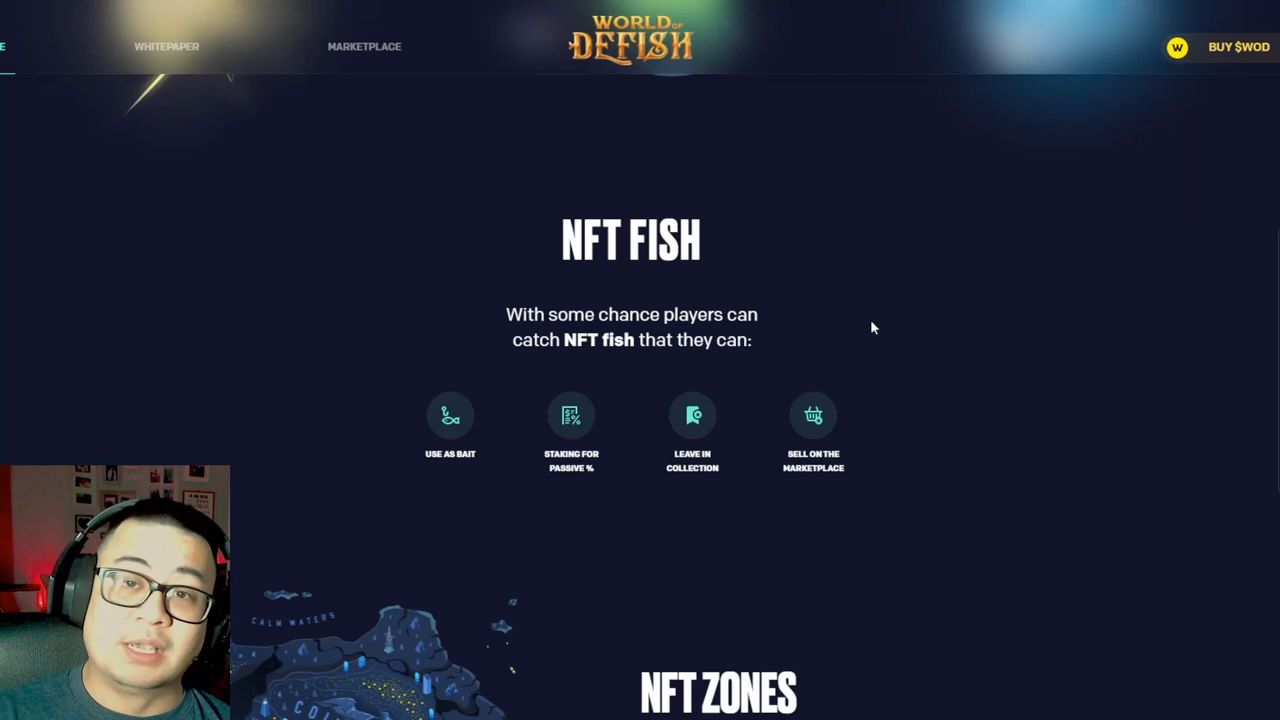 E
WHITEPAPER
MARKETPLACE
WORLD OF
DEFISH
W
BUY $WOD
NFT FISH
With some chance players can
catch NFT fish that they can:
USE AS BAIT
STAKING FOR
PASSIVE %
LEAVE IN
COLLECTION
SELL ON THE
MARKETPLACE
CALM WATERS
NFT ZONES